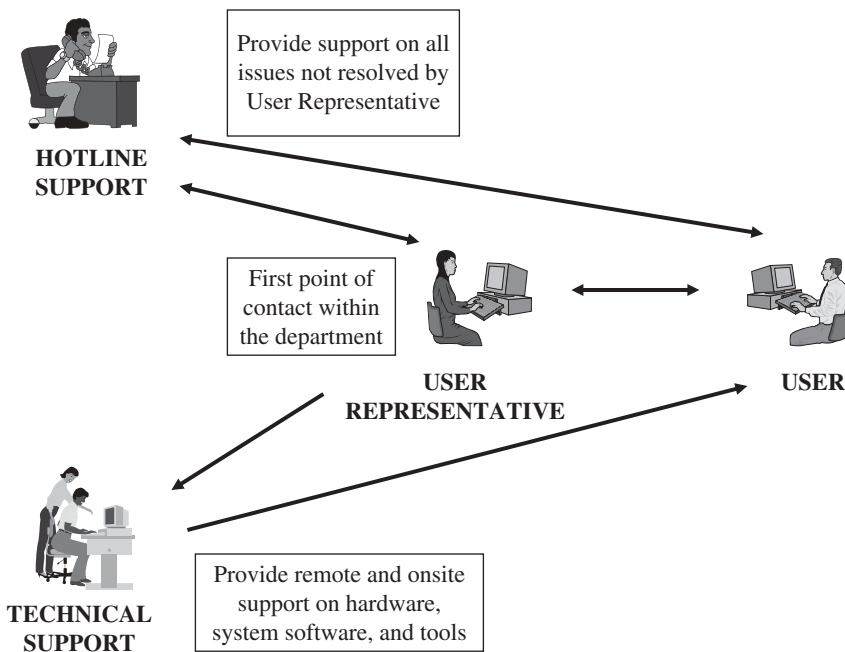 Provide support on all
issues not resolved by
User Representative
HOTLINE
SUPPORT
First point of
contact within
the department
USER
REPRESENTATIVE
USER
Provide remote and onsite
support on hardware,
system software, and tools
TECHNICAL
SUPPORT